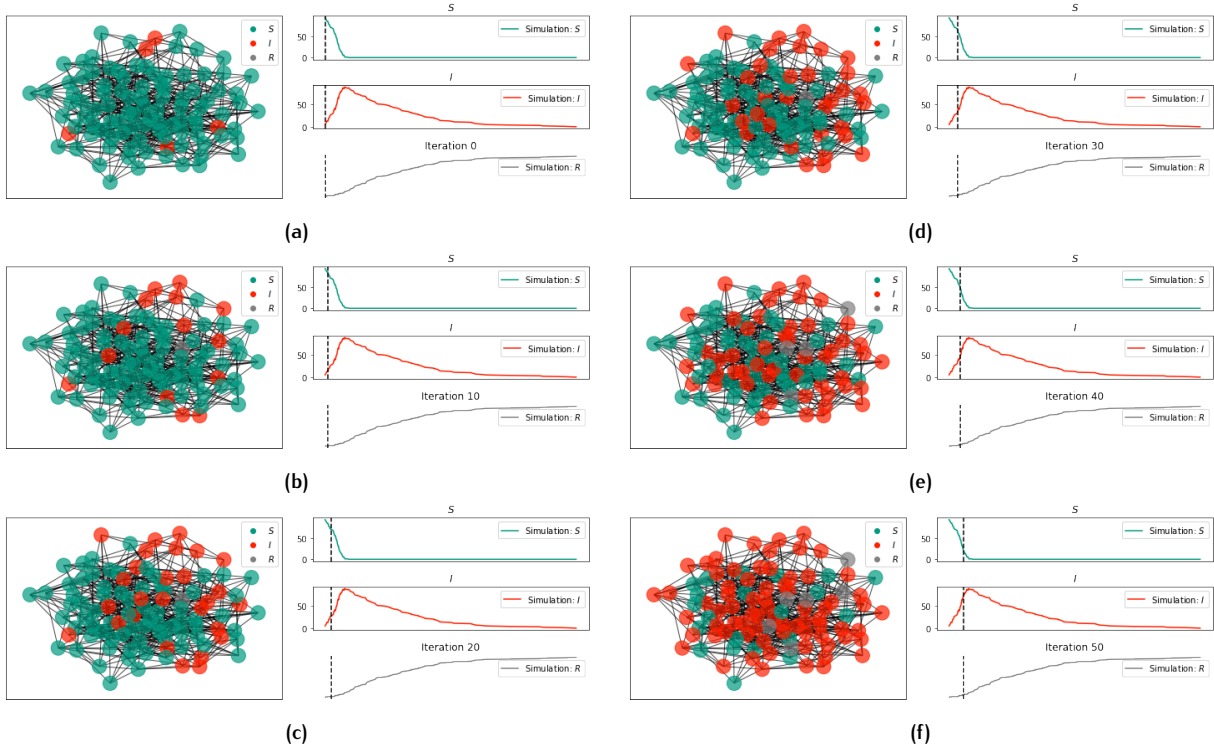 S
S
I
R
50
0
Simulation: S
I
50
0
Simulation: I
Iteration 0
Simulation: R
(a)
S
S
I
R
50
0
Simulation: S
I
50
0
Simulation: I
Iteration 10
Simulation: R
(b)
S
S
I
R
50
0
Simulation: S
I
50
0
Simulation: I
Iteration 20
Simulation: R
(c)
S
S
I
R
50
0
Simulation: S
I
50
0
Simulation: I
Iteration 30
Simulation: R
(d)
S
S
I
R
50
0
Simulation: S
I
50
0
Simulation: I
Iteration 40
Simulation: R
(e)
S
S
I
R
50
0
Simulation: S
I
50
0
Simulation: I
Iteration 50
Simulation: R
(f)